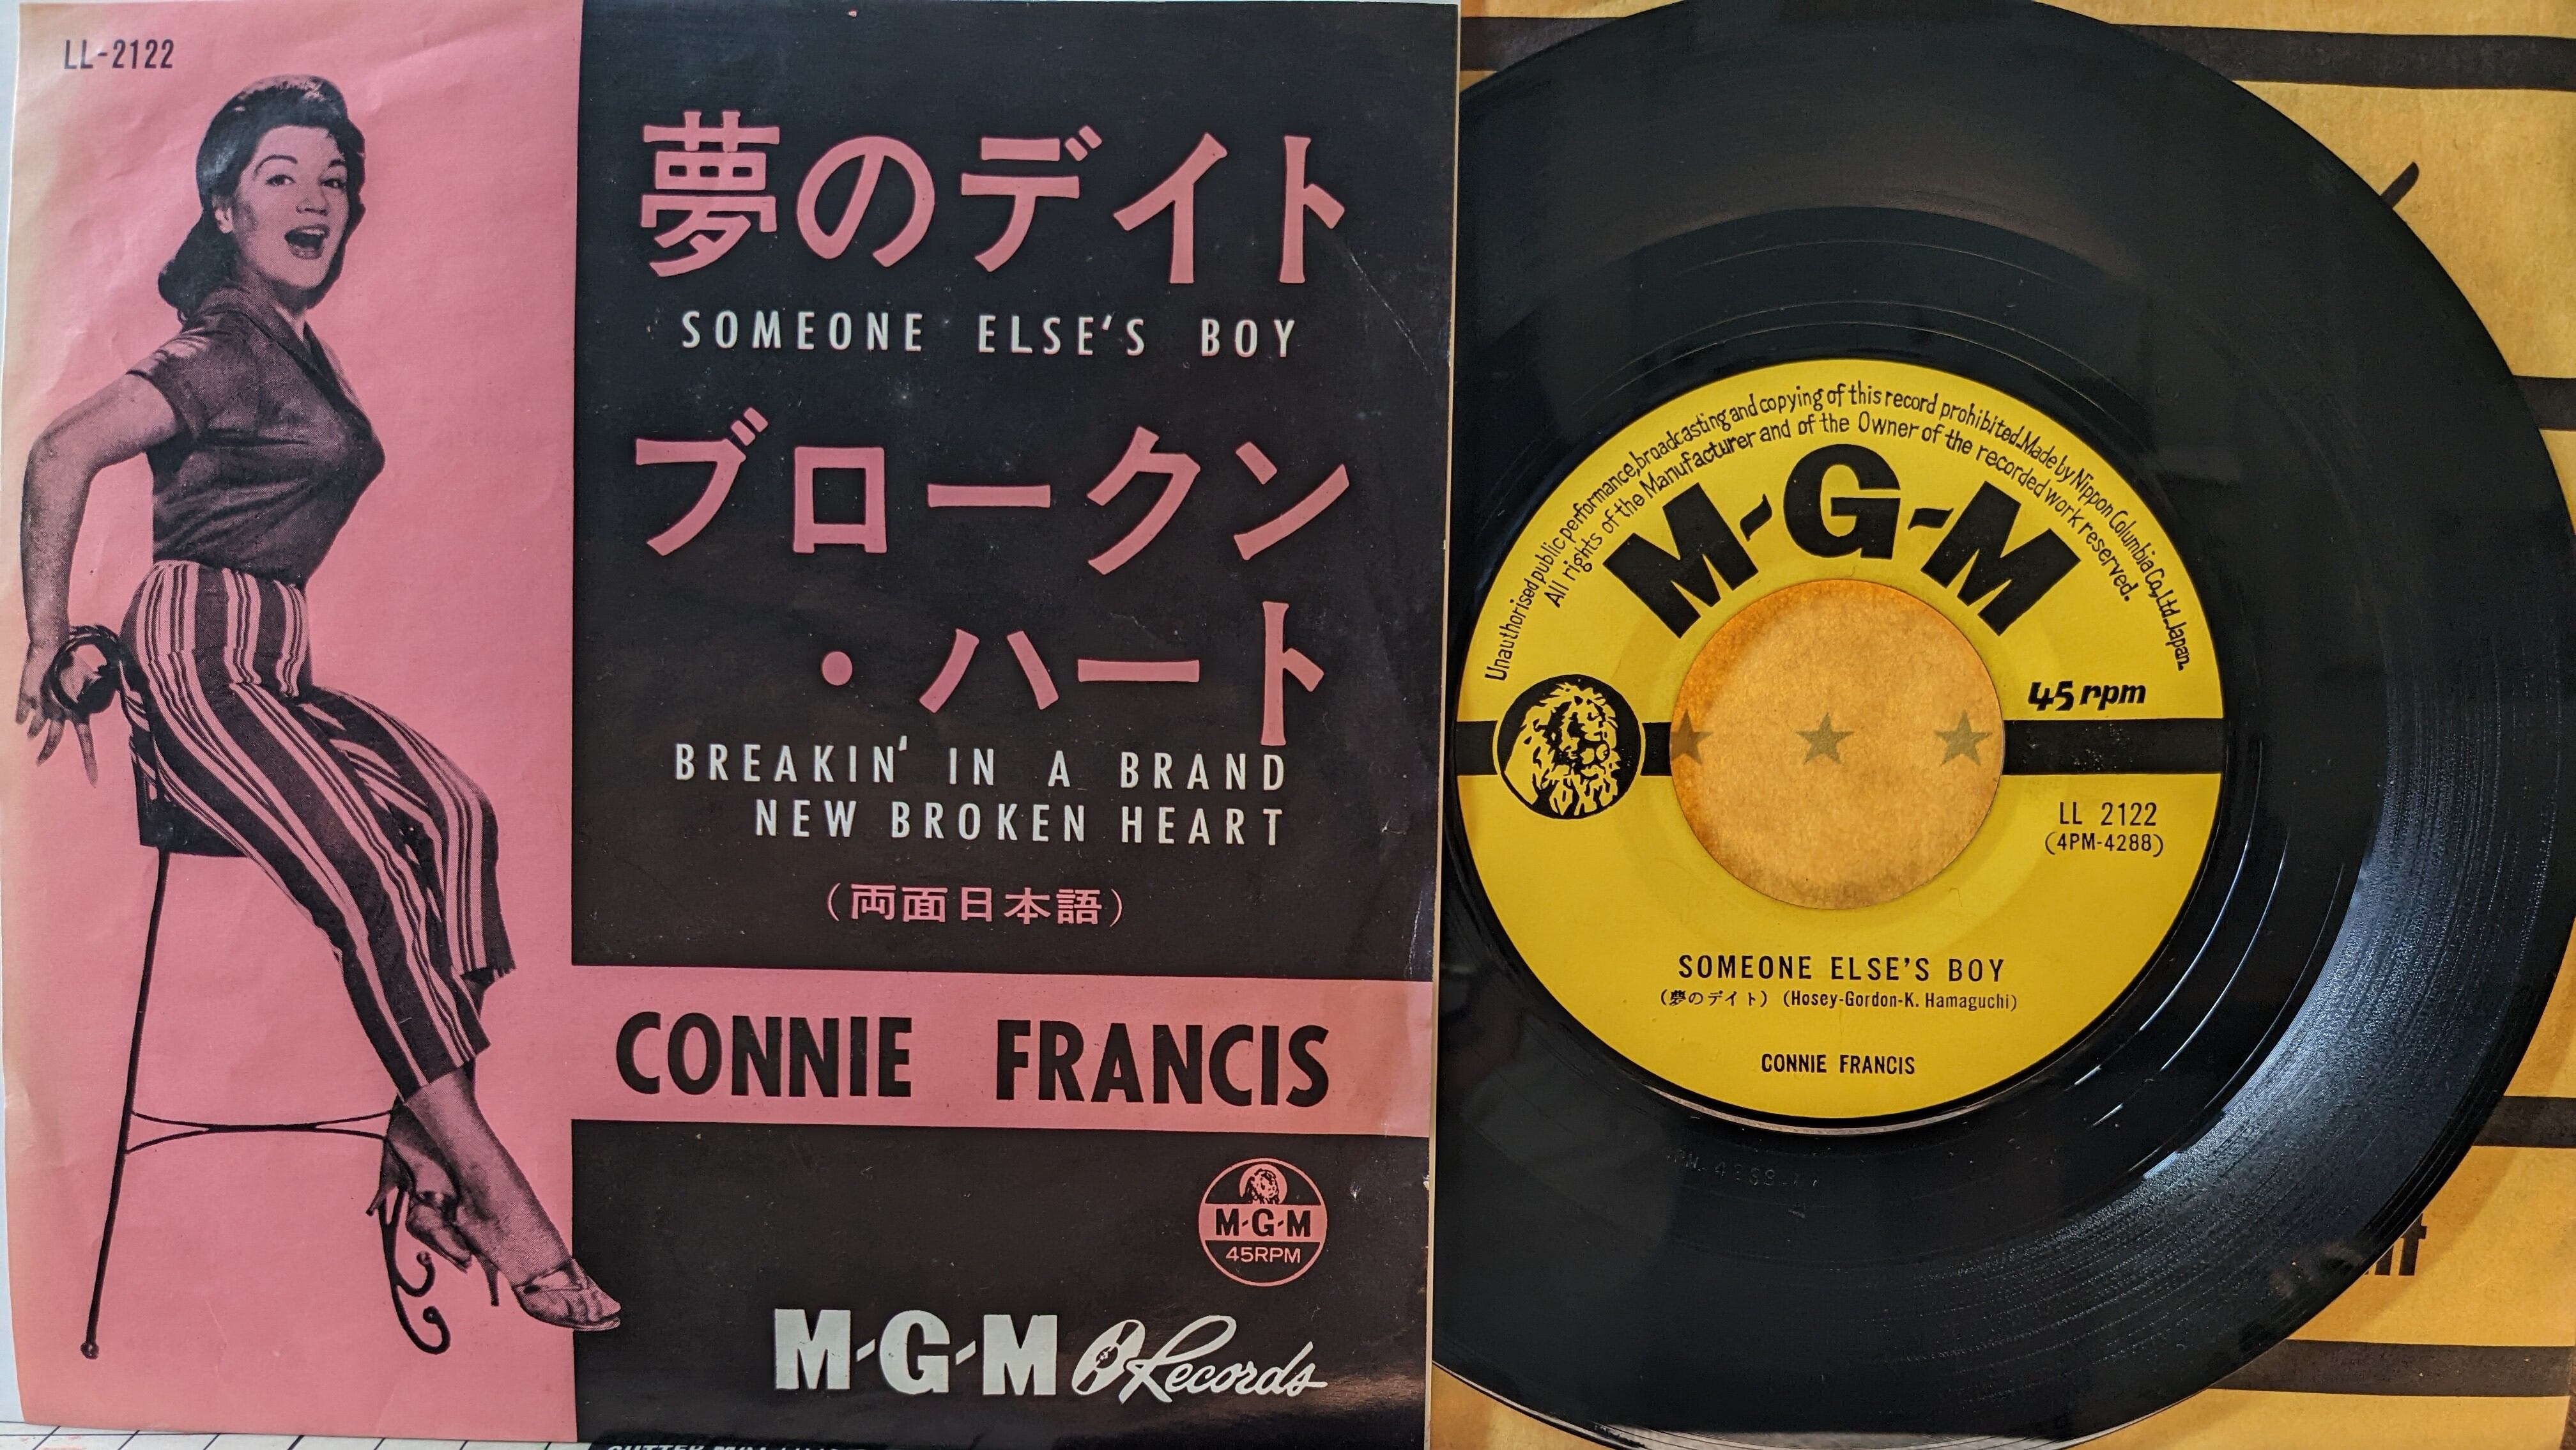 LL-2122
夢のデイト
SOMEONE ELSE'S BOY
ブロークン
・ハート
BREAKIN' IN A BRAND
NEW BROKEN HEART
(両面日本語)
CONNIE FRANCIS
M-G-M
45RPM
M-G-M Records
Unauthorised public performance, broadcasting and copying of this record prohibited. Made by Nippon Columbia Co., Ltd. Japan.
All rights of the Manufacturer and of the Owner of the recorded work reserved.
M-G-M
45 rpm
LL 2122
(4PM-4288)
SOMEONE ELSE'S BOY
(夢のデイト) (Hosey-Gordon-K. Hamaguchi)
CONNIE FRANCIS